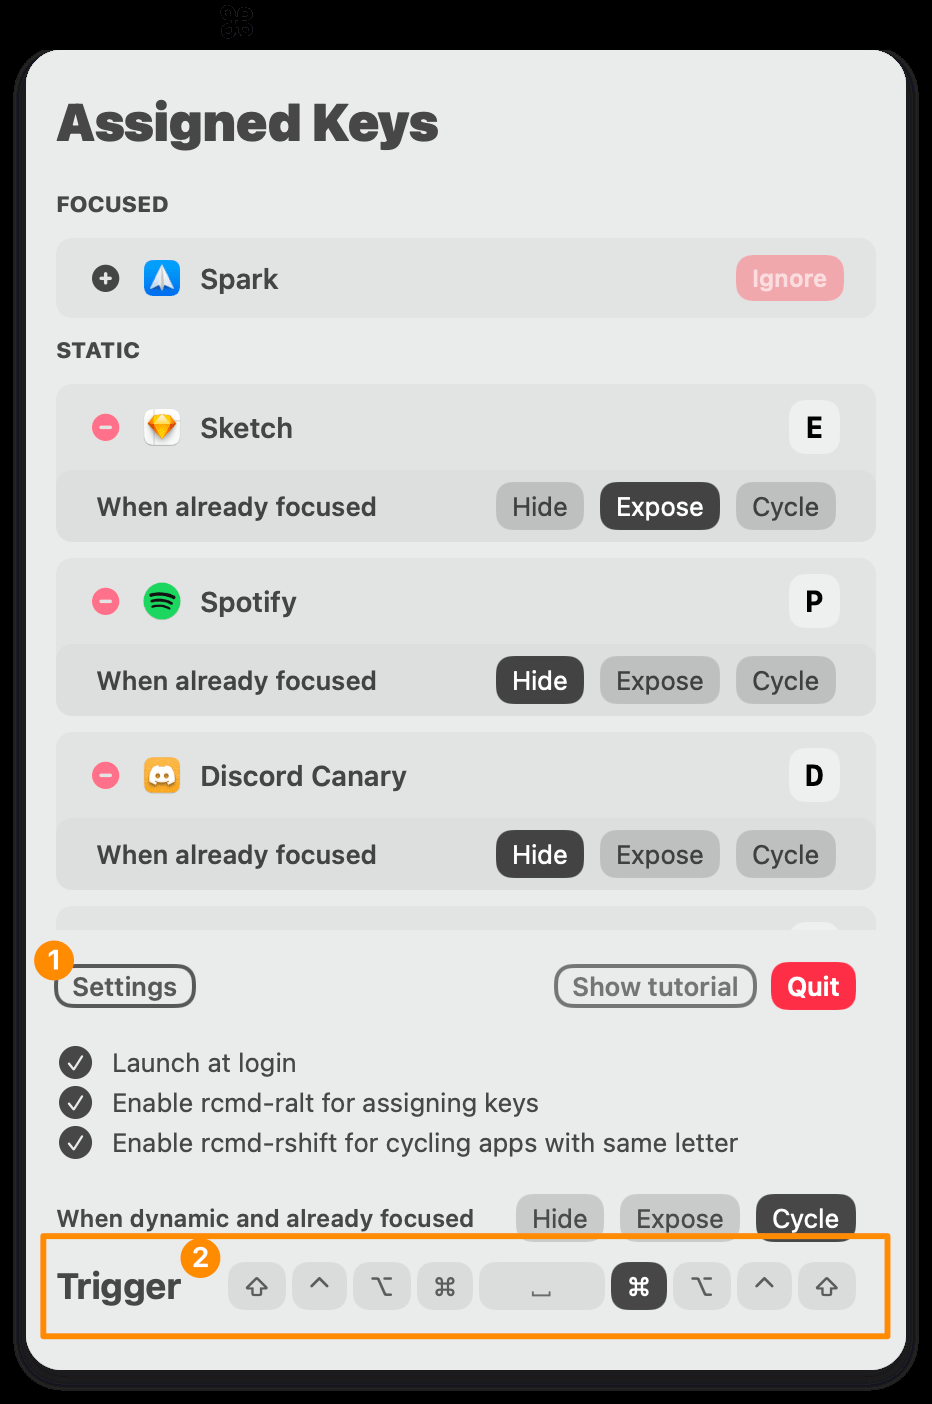 ⌘
Assigned Keys
FOCUSED
Spark Ignore
STATIC
Sketch E
When already focused Hide Expose Cycle
Spotify P
When already focused Hide Expose Cycle
Discord Canary D
When already focused Hide Expose Cycle
1
Settings Show tutorial Quit
Launch at login
Enable rcmd-ralt for assigning keys
Enable rcmd-rshift for cycling apps with same letter
When dynamic and already focused Hide Expose Cycle
2
Trigger ⇧ ⌃ ⌥ ⌘ ⎵ ⌘ ⌥ ⌃ ⇧